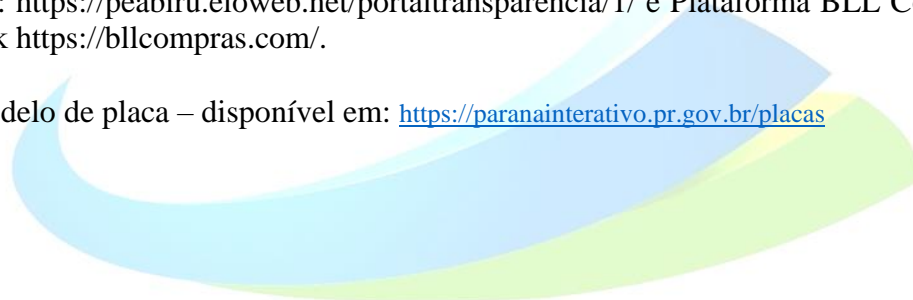 : https://peabiru.eloweb.net/portaltransparencia/1/ e Plataforma BLL C
k https://bllcompras.com/.
delo de placa – disponível em: https://paranainterativo.pr.gov.br/placas